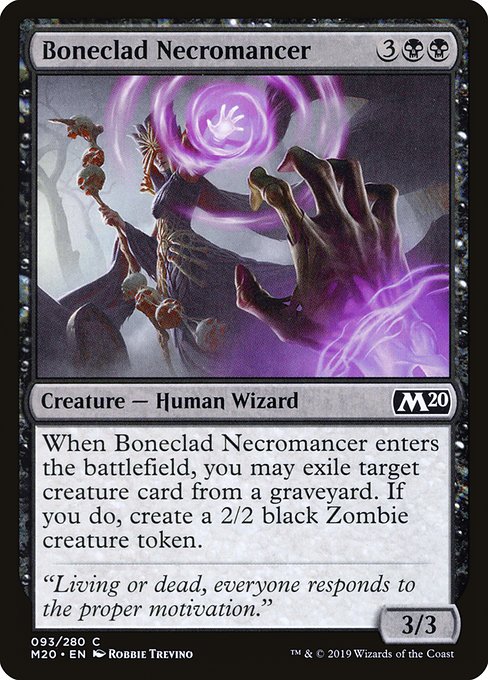 Boneclad Necromancer 3
Creature — Human Wizard M20
When Boneclad Necromancer enters
the battlefield, you may exile target
creature card from a graveyard. If
you do, create a 2/2 black Zombie
creature token.
“Living or dead, everyone responds to
the proper motivation.”
3/3
093/280 C
M20 • EN Robbie Trevino ™ & © 2019 Wizards of the Coast